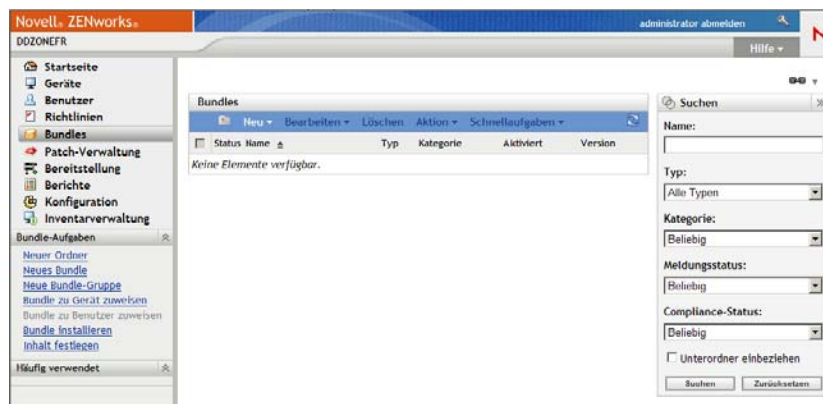 Novell® ZENworks®
administrator abmelden
DDZONEFR
Hilfe
Startseite
Geräte
Benutzer
Richtlinien
Bundles
Patch-Verwaltung
Bereitstellung
Berichte
Konfiguration
Inventarverwaltung
Bundle-Aufgaben
Neuer Ordner
Neues Bundle
Neue Bundle-Gruppe
Bundle zu Gerät zuweisen
Bundle zu Benutzer zuweisen
Bundle installieren
Inhalt festlegen
Häufig verwendet
Bundles
Neu Bearbeiten Löschen Aktion Schnellaufgaben
Status Name Typ Kategorie Aktiviert Version
Keine Elemente verfügbar.
Suchen
Name:
Typ:
Alle Typen
Kategorie:
Beliebig
Meldungsstatus:
Beliebig
Compliance-Status:
Beliebig
Unterordner einbeziehen
Suchen Zurücksetzen